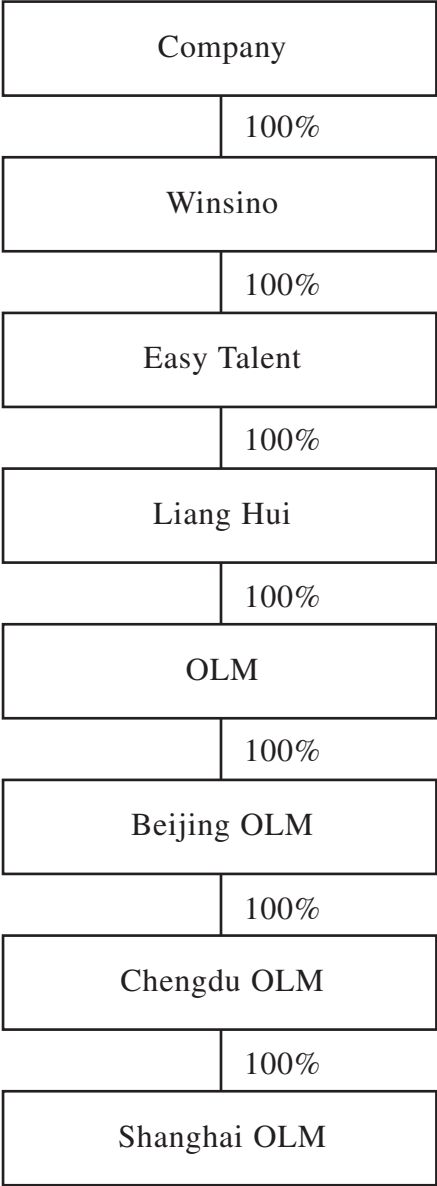 Company
100%
Winsino
100%
Easy Talent
100%
Liang Hui
100%
OLM
100%
Beijing OLM
100%
Chengdu OLM
100%
Shanghai OLM